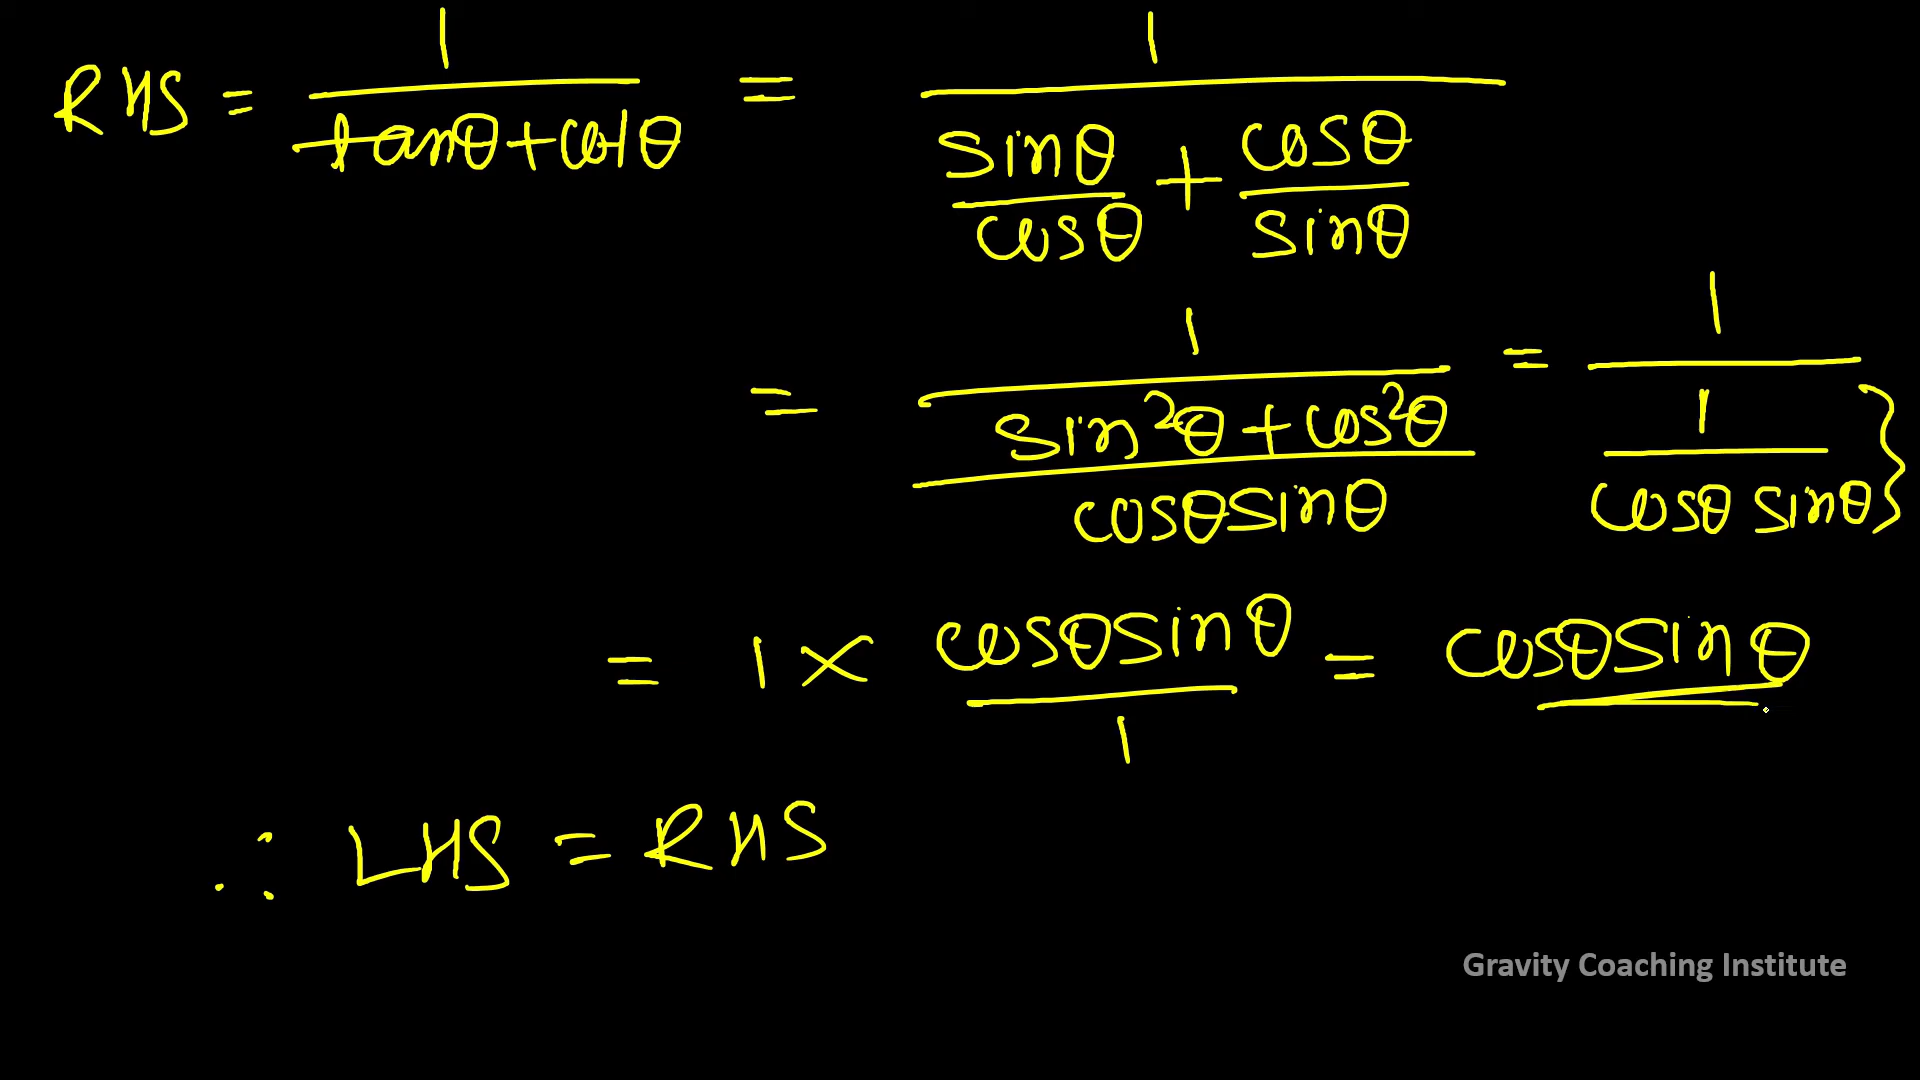 RHS = 1/(tanθ+cotθ) = 1/(sinθ/cosθ + cosθ/sinθ)
= 1/((sin²θ+cos²θ)/(cosθsinθ)) = 1/(1/(cosθ sinθ)}
= 1 × cosθsinθ/1 = cosθsinθ
∴ LHS = RHS
Gravity Coaching Institute